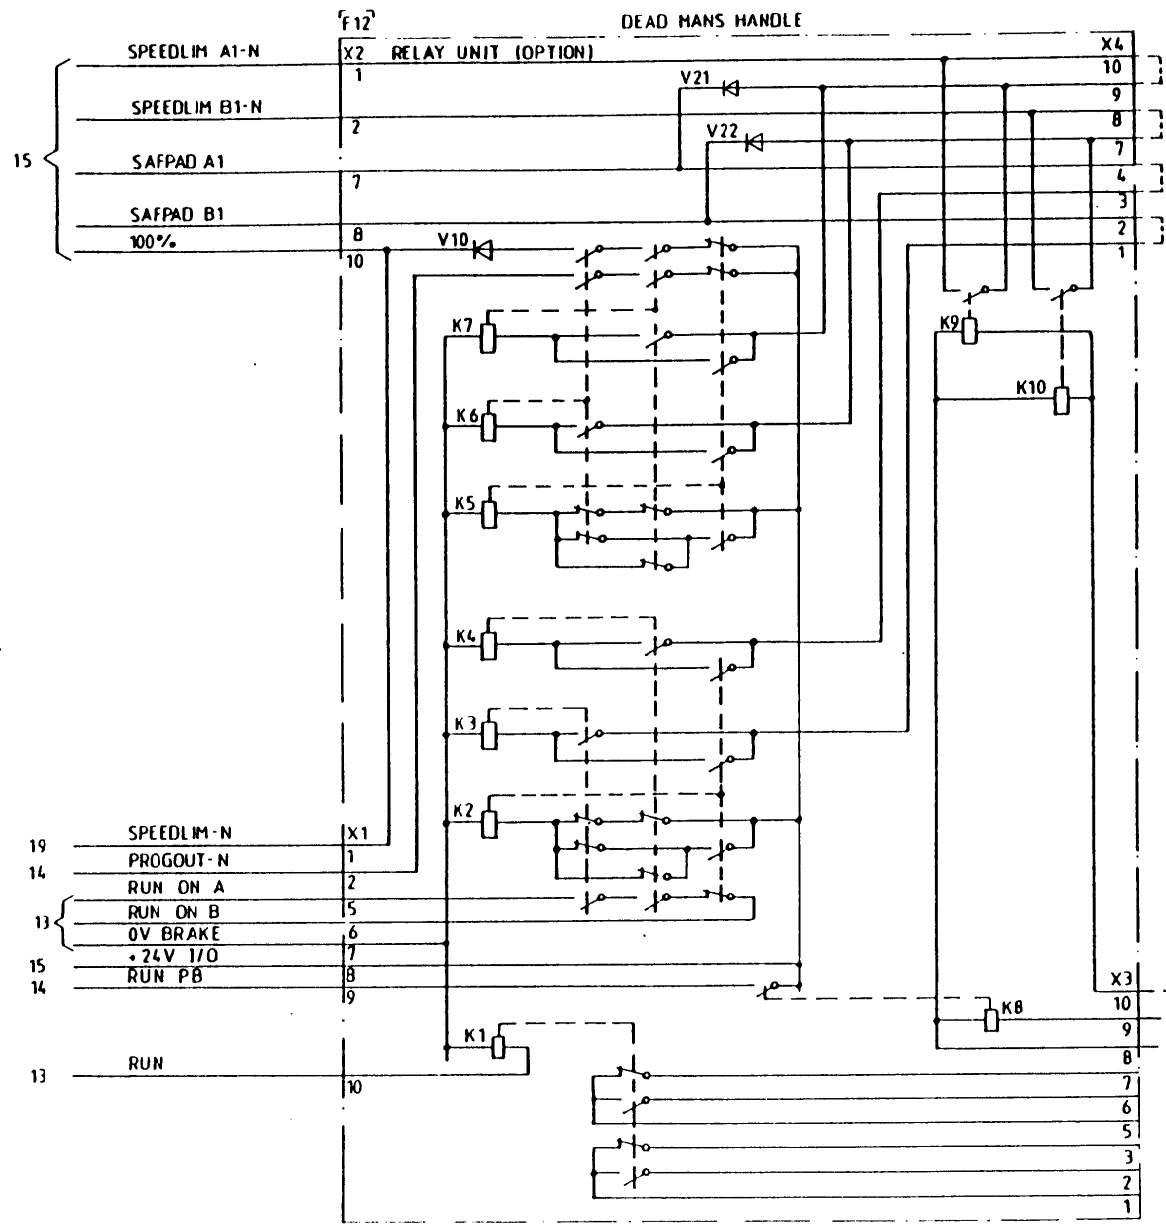 F12 DEAD MANS HANDLE
SPEEDLIM A1-N X2 RELAY UNIT (OPTION) X4
1 10
V21
9
SPEEDLIM B1-N
2 8
V22
7
15 SAFPAD A1
7 4
3
SAFPAD B1
8 2
100% V10
10 1
K7 K9
K10
K6
K5
K4
K3
K2
19 SPEEDLIM-N X1
1
14 PROGOUT-N
2
RUN ON A
5
13 RUN ON B
6
0V BRAKE
7
15 +24V I/O
8
14 RUN PB X3
9 10
K8
9
K1
8
13 RUN
10 7
6
5
3
2
1